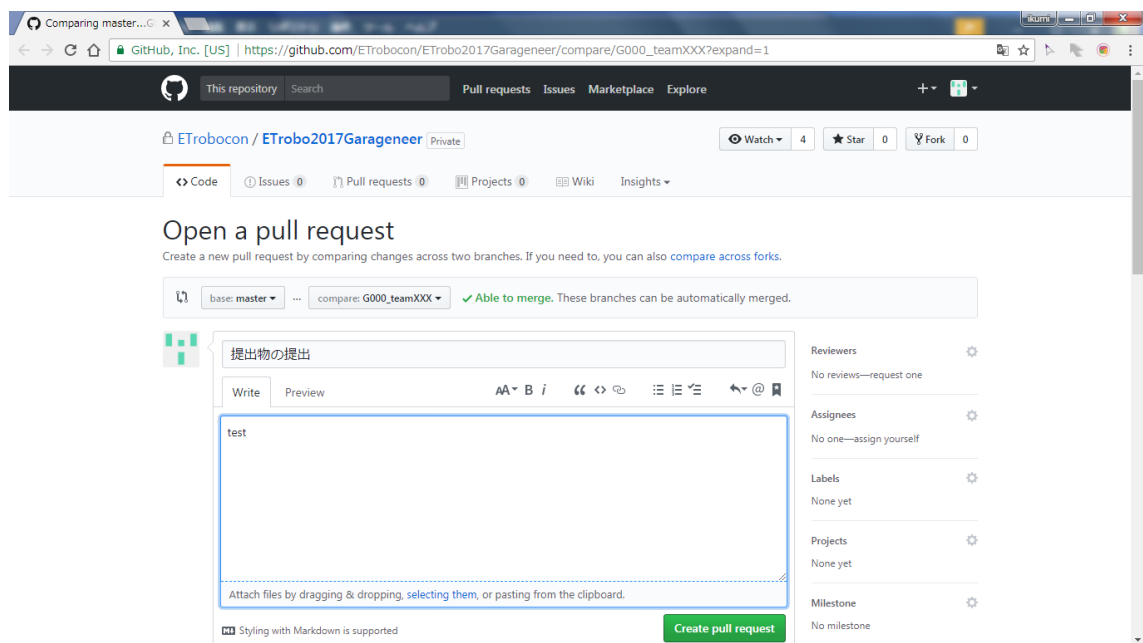 Comparing master...G
ikumi
GitHub, Inc. [US] | https://github.com/ETrobocon/ETrobo2017Garageneer/compare/G000_teamXXX?expand=1
This repository Search Pull requests Issues Marketplace Explore
ETrobocon / ETrobo2017Garageneer Private Watch 4 Star 0 Fork 0
Code Issues 0 Pull requests 0 Projects 0 Wiki Insights
Open a pull request
Create a new pull request by comparing changes across two branches. If you need to, you can also compare across forks.
base: master ... compare: G000_teamXXX ✓ Able to merge. These branches can be automatically merged.
提出物の提出
Write Preview AA B i “ <> @
test
Attach files by dragging & dropping, selecting them, or pasting from the clipboard.
Styling with Markdown is supported
Create pull request
Reviewers
No reviews—request one
Assignees
No one—assign yourself
Labels
None yet
Projects
None yet
Milestone
No milestone